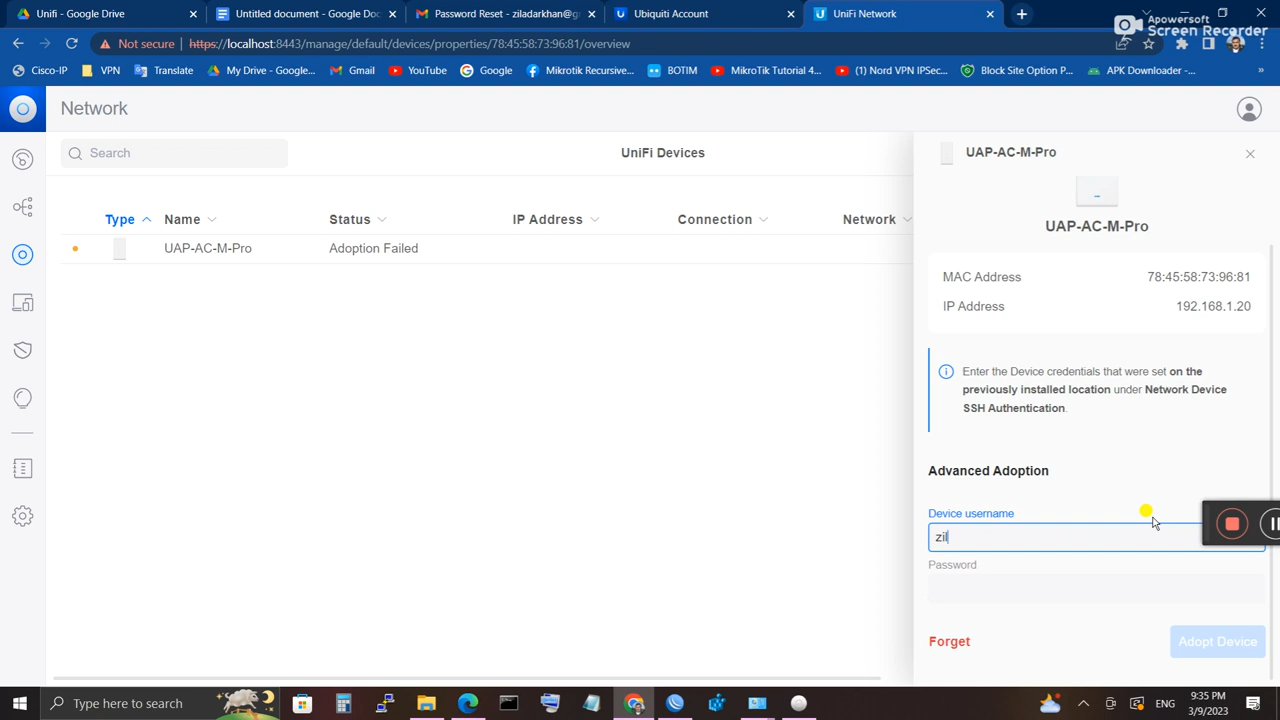 Unifi - Google Drive
Untitled document - Google Doc
Password Reset - ziladarkhan@g
Ubiquiti Account
UniFi Network
Apowersoft
Screen Recorder
Not secure
https://localhost:8443/manage/default/devices/properties/78:45:58:73:96:81/overview
Cisco-IP
VPN
Translate
My Drive - Google...
Gmail
YouTube
Google
Mikrotik Recursive...
BOTIM
MikroTik Tutorial 4...
(1) Nord VPN IPSec...
Block Site Option P...
APK Downloader -...
»
Network
Search
UniFi Devices
Type
Name
Status
IP Address
Connection
Network
UAP-AC-M-Pro
Adoption Failed
UAP-AC-M-Pro
UAP-AC-M-Pro
MAC Address
78:45:58:73:96:81
IP Address
192.168.1.20
Enter the Device credentials that were set on the
previously installed location under Network Device
SSH Authentication.
Advanced Adoption
Device username
zil
Password
Forget
Adopt Device
Type here to search
ENG
9:35 PM
3/9/2023